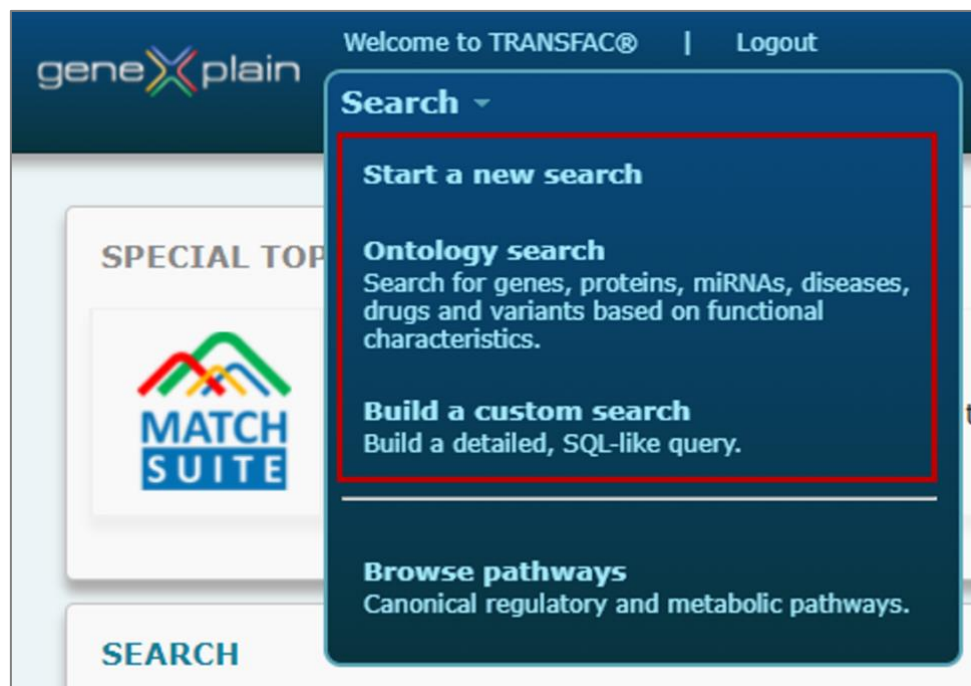 geneXplain
Welcome to TRANSFAC® | Logout
Search
Start a new search
Ontology search
Search for genes, proteins, miRNAs, diseases,
drugs and variants based on functional
characteristics.
Build a custom search
Build a detailed, SQL-like query.
Browse pathways
Canonical regulatory and metabolic pathways.
SPECIAL TOP
MATCH
SUITE
t
SEARCH